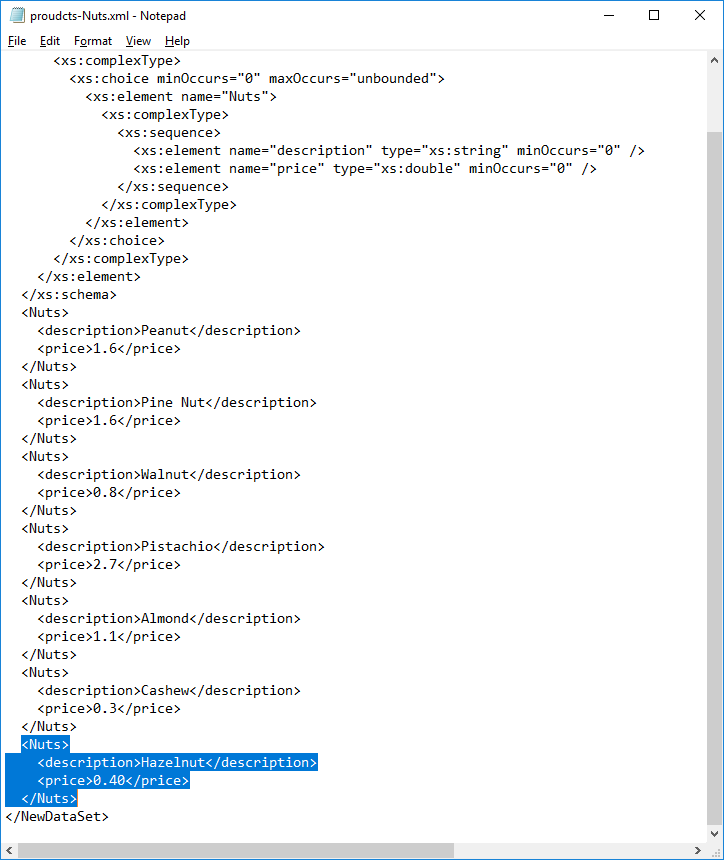 proudcts-Nuts.xml - Notepad
File Edit Format View Help
      <xs:complexType>
        <xs:choice minOccurs="0" maxOccurs="unbounded">
          <xs:element name="Nuts">
            <xs:complexType>
              <xs:sequence>
                <xs:element name="description" type="xs:string" minOccurs="0" />
                <xs:element name="price" type="xs:double" minOccurs="0" />
              </xs:sequence>
            </xs:complexType>
          </xs:element>
        </xs:choice>
      </xs:complexType>
    </xs:element>
  </xs:schema>
  <Nuts>
    <description>Peanut</description>
    <price>1.6</price>
  </Nuts>
  <Nuts>
    <description>Pine Nut</description>
    <price>1.6</price>
  </Nuts>
  <Nuts>
    <description>Walnut</description>
    <price>0.8</price>
  </Nuts>
  <Nuts>
    <description>Pistachio</description>
    <price>2.7</price>
  </Nuts>
  <Nuts>
    <description>Almond</description>
    <price>1.1</price>
  </Nuts>
  <Nuts>
    <description>Cashew</description>
    <price>0.3</price>
  </Nuts>
  <Nuts>
    <description>Hazelnut</description>
    <price>0.40</price>
  </Nuts>
</NewDataSet>